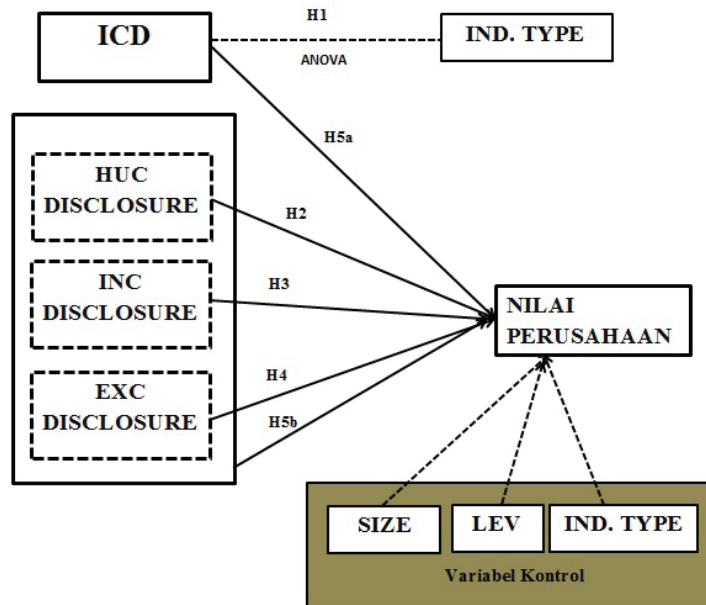 H1
ICD
IND. TYPE
ANOVA
H5a
HUC
DISCLOSURE
H2
INC
DISCLOSURE
H3
NILAI
PERUSAHAAN
EXC
DISCLOSURE
H4
H5b
SIZE
LEV
IND. TYPE
Variabel Kontrol